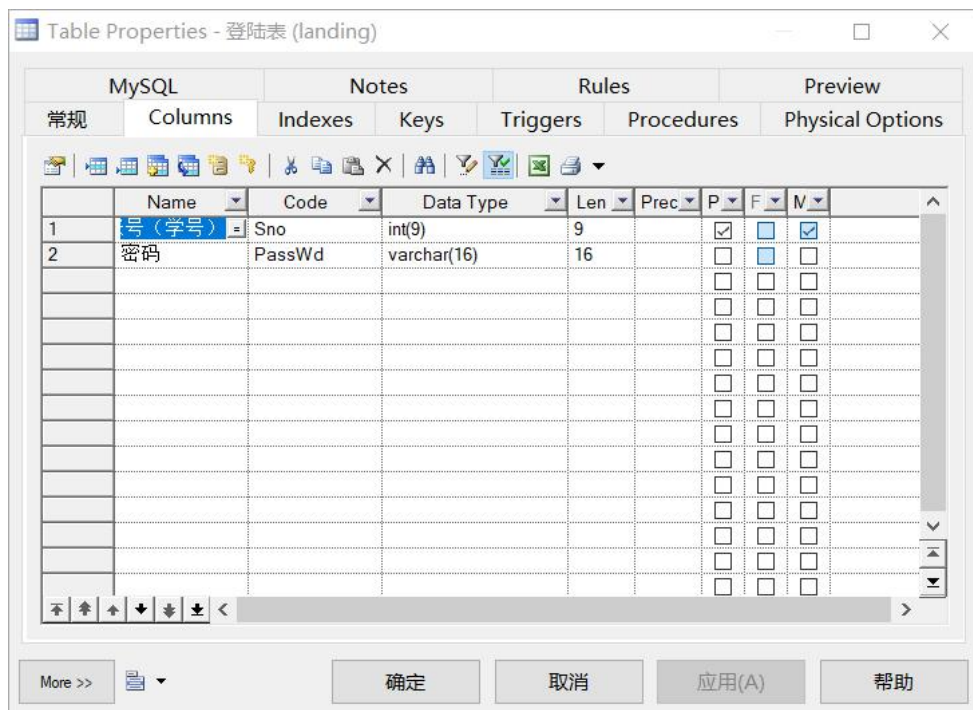 Table Properties - 登陆表 (landing)
MySQL Notes Rules Preview
常规 Columns Indexes Keys Triggers Procedures Physical Options
Name Code Data Type Len Prec P F M
1 号（学号） = Sno int(9) 9
2 密码 PassWd varchar(16) 16
More >> 确定 取消 应用(A) 帮助